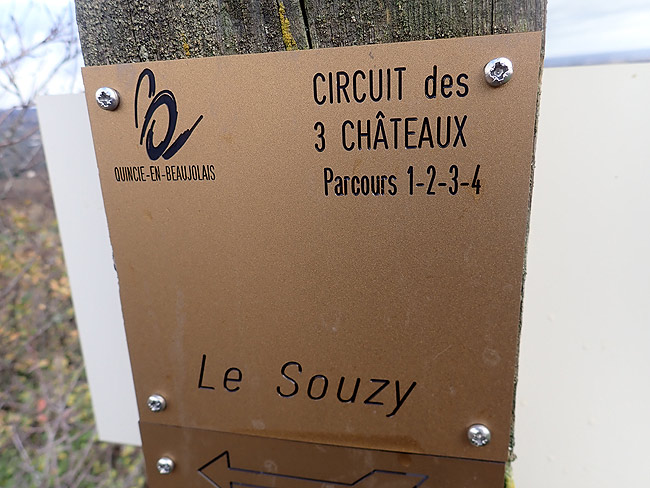 QUINCIE-EN-BEAUJOLAIS
CIRCUIT des
3 CHÂTEAUX
Parcours 1-2-3-4
Le Souzy